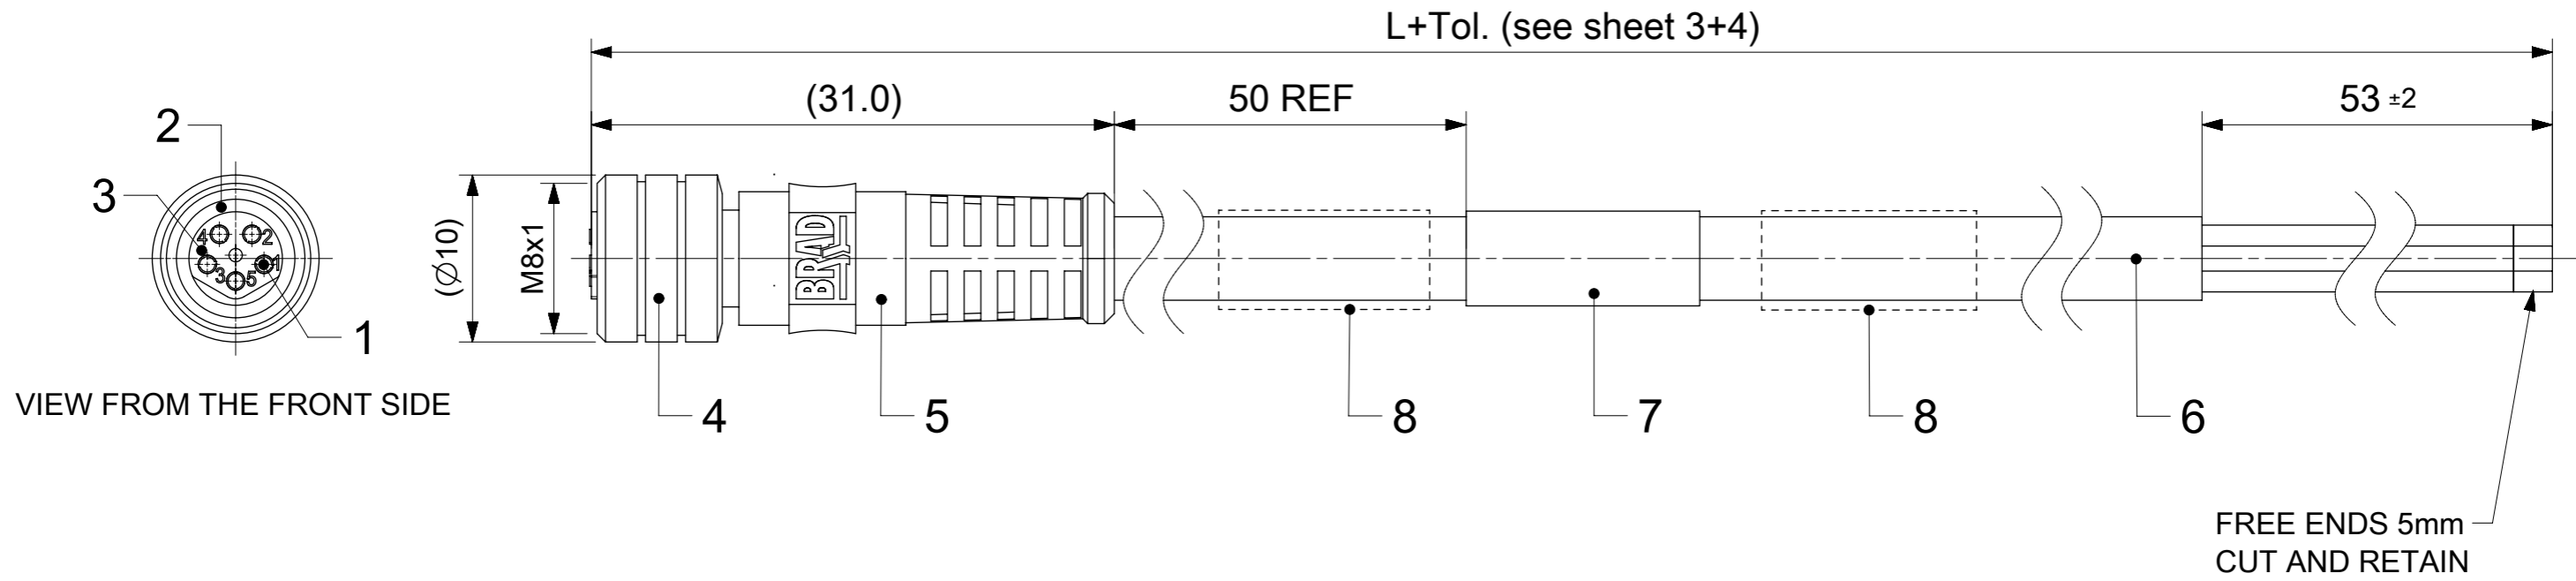 L+Tol. (see sheet 3+4)
(31.0)
50 REF
53 ±2
2
3
4 2
3 5 1
1
(∅10)
M8x1
BRAD
VIEW FROM THE FRONT SIDE
4
5
8
7
8
6
FREE ENDS 5mm
CUT AND RETAIN